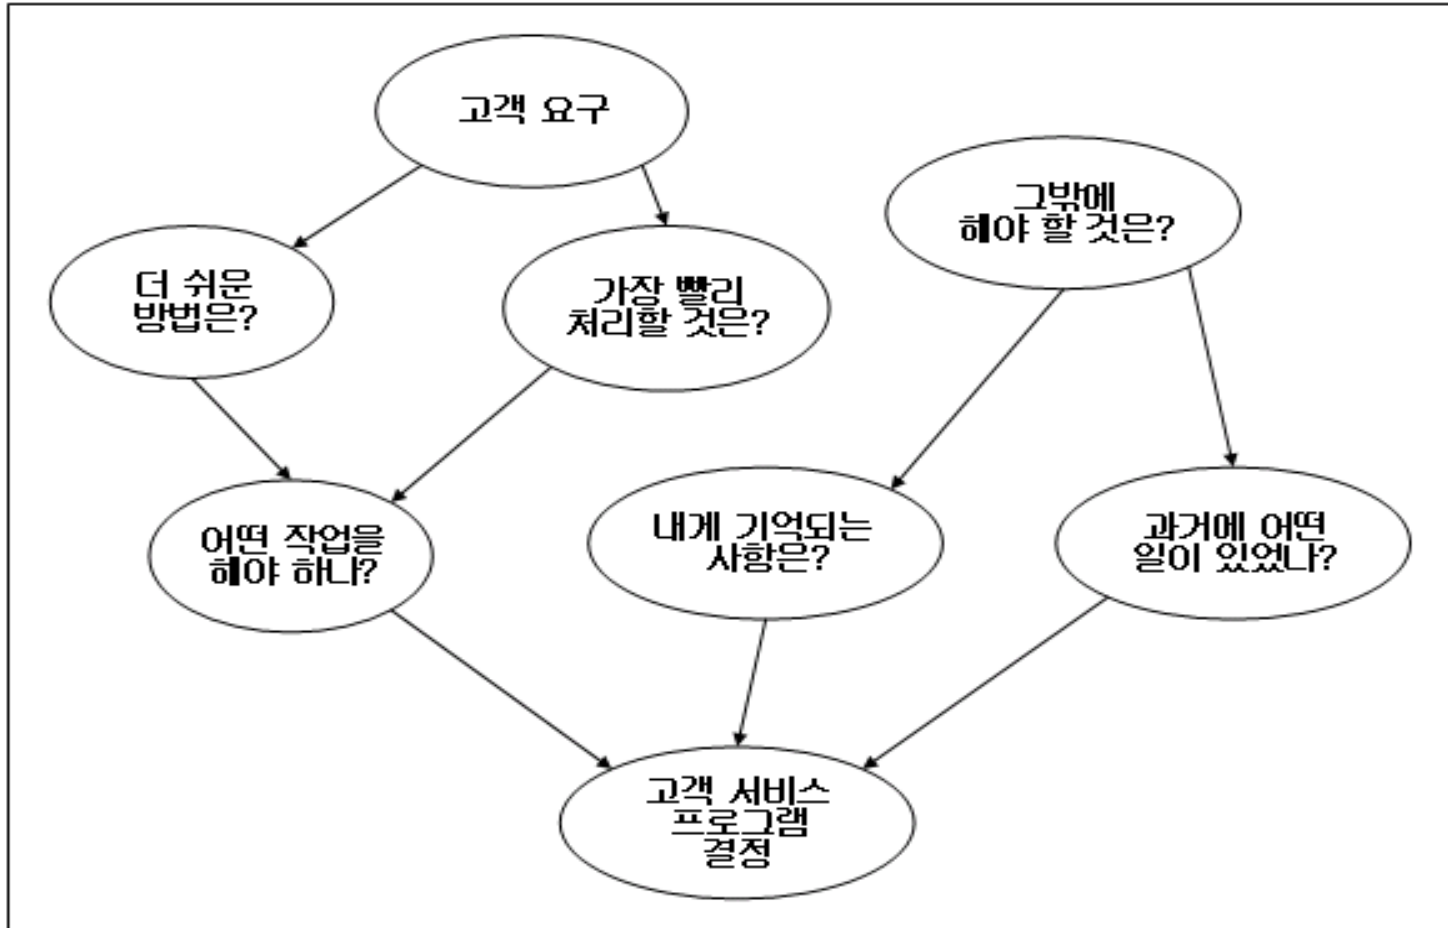 고객 요구
그밖에
해야 할 것은?
더 쉬운
방법은?
가장 빨리
처리할 것은?
어떤 작업을
해야 하나?
내게 기억되는
사항은?
과거에 어떤
일이 있었나?
고객 서비스
프로그램
결정